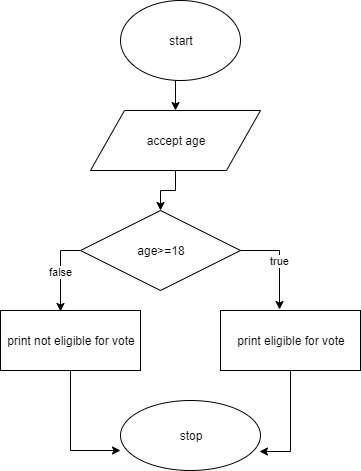 start
accept age
age>=18
false
true
print not eligible for vote
print eligible for vote
stop